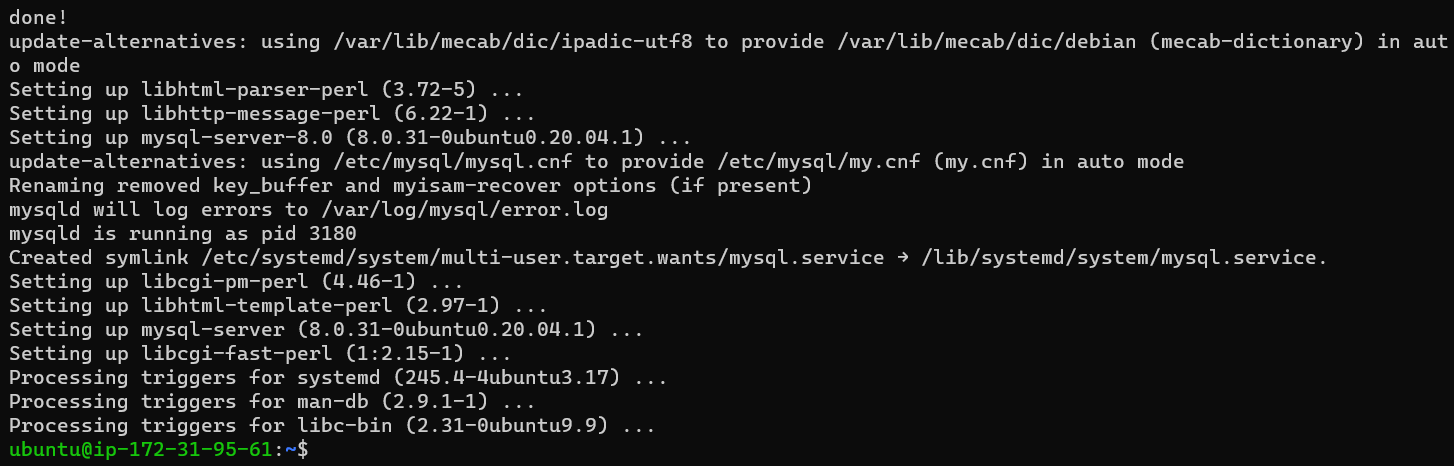 done!
update-alternatives: using /var/lib/mecab/dic/ipadic-utf8 to provide /var/lib/mecab/dic/debian (mecab-dictionary) in aut
o mode
Setting up libhtml-parser-perl (3.72-5) ...
Setting up libhttp-message-perl (6.22-1) ...
Setting up mysql-server-8.0 (8.0.31-0ubuntu0.20.04.1) ...
update-alternatives: using /etc/mysql/mysql.cnf to provide /etc/mysql/my.cnf (my.cnf) in auto mode
Renaming removed key_buffer and myisam-recover options (if present)
mysqld will log errors to /var/log/mysql/error.log
mysqld is running as pid 3180
Created symlink /etc/systemd/system/multi-user.target.wants/mysql.service → /lib/systemd/system/mysql.service.
Setting up libcgi-pm-perl (4.46-1) ...
Setting up libhtml-template-perl (2.97-1) ...
Setting up mysql-server (8.0.31-0ubuntu0.20.04.1) ...
Setting up libcgi-fast-perl (1:2.15-1) ...
Processing triggers for systemd (245.4-4ubuntu3.17) ...
Processing triggers for man-db (2.9.1-1) ...
Processing triggers for libc-bin (2.31-0ubuntu9.9) ...
ubuntu@ip-172-31-95-61:~$